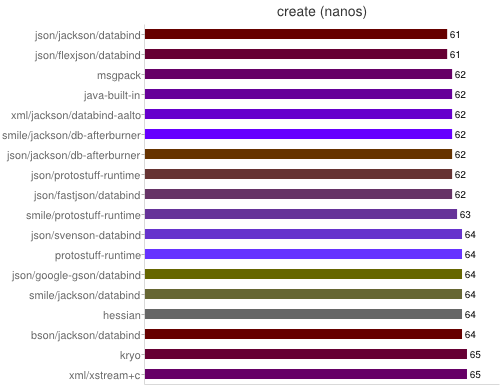 create (nanos)
json/jackson/databind 61
json/flexjson/databind 61
msgpack 62
java-built-in 62
xml/jackson/databind-aalto 62
smile/jackson/db-afterburner 62
json/jackson/db-afterburner 62
json/protostuff-runtime 62
json/fastjson/databind 62
smile/protostuff-runtime 63
json/svenson-databind 64
protostuff-runtime 64
json/google-gson/databind 64
smile/jackson/databind 64
hessian 64
bson/jackson/databind 64
kryo 65
xml/xstream+c 65